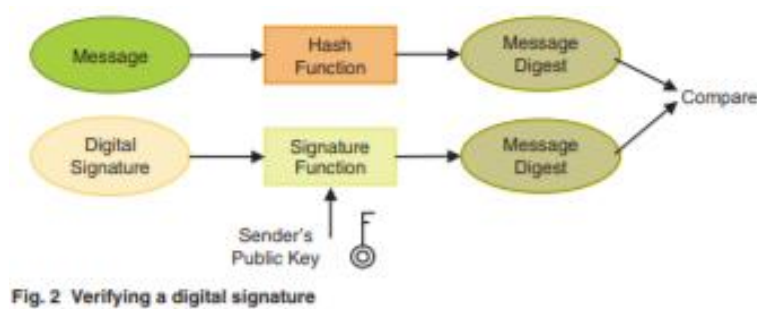 Message
Hash
Function
Message
Digest
Compare
Digital
Signature
Signature
Function
Message
Digest
Sender's
Public Key
Fig. 2 Verifying a digital signature